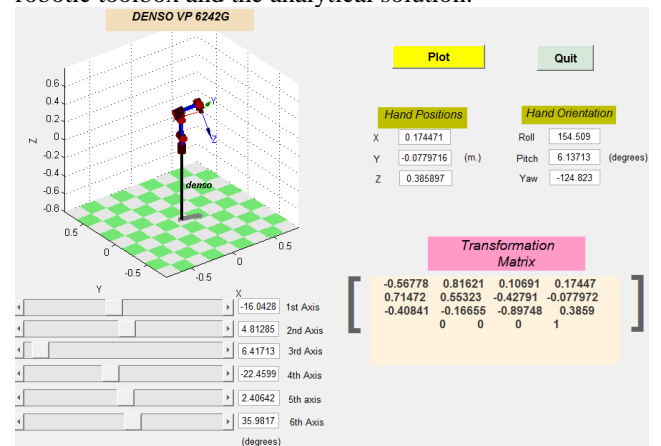 robotic toolbox and the analytical solution.
DENSO VP 6242G
Plot
Quit
Hand Positions
X 0.174471
Y -0.0779716 (m.)
Z 0.385897
Hand Orientation
Roll 154.509
Pitch 6.13713 (degrees)
Yaw -124.823
0.6
0.4
0.2
0
-0.2
-0.4
-0.6
-0.8
Z
Y
Z
denso
0.5
0
-0.5
Y
-0.5
0
0.5
X
Transformation
Matrix
-0.56778 0.81621 0.10691 0.17447
0.71472 0.55323 -0.42791 -0.077972
-0.40841 -0.16655 -0.89748 0.3859
0 0 0 1
-16.0428 1st Axis
4.81285 2nd Axis
6.41713 3rd Axis
-22.4599 4th Axis
2.40642 5th axis
35.9817 6th Axis
(degrees)